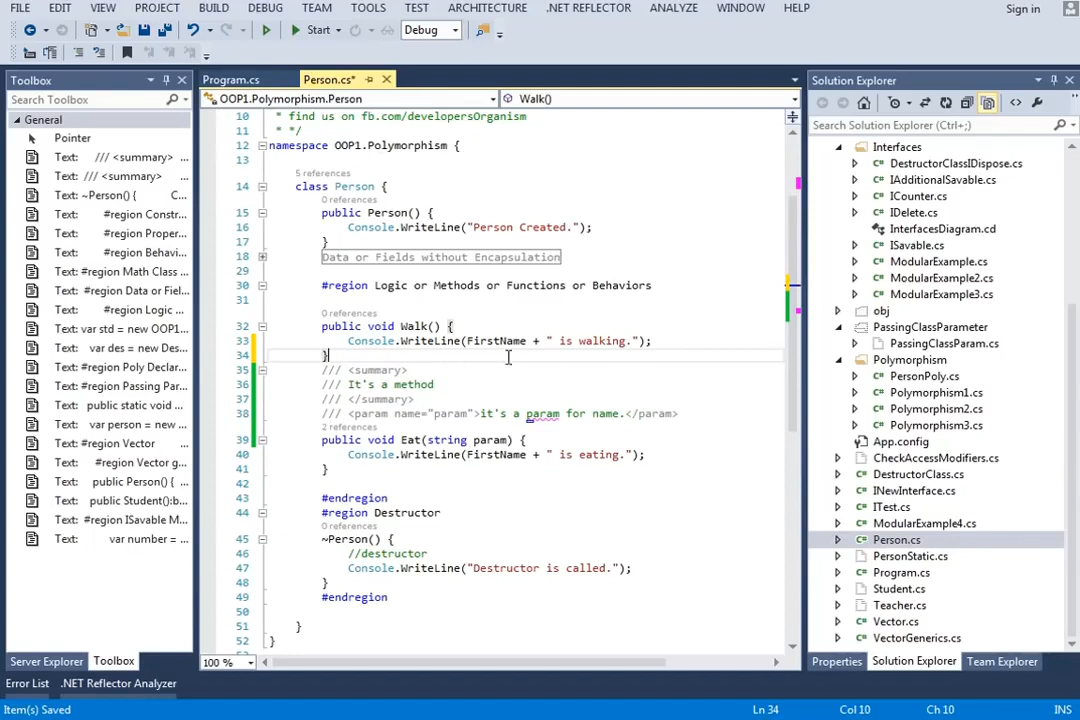 FILE EDIT VIEW PROJECT BUILD DEBUG TEAM TOOLS TEST ARCHITECTURE .NET REFLECTOR ANALYZE WINDOW HELP Sign in
Start Debug
Toolbox
Search Toolbox
General
Pointer
Text: /// <summary> ...
Text: /// <summary> ...
Text: ~Person() { C...
Text: #region Constr...
Text: #region Proper...
Text: #region Behavi...
Text: #region Math Class ...
Text: #region Data or Fiel...
Text: #region Logic ...
Text: var std = new OOP1...
Text: var des = new Des...
Text: #region Poly Declar...
Text: #region Passing Par...
Text: public static void ...
Text: var person = new ...
Text: #region Vector
Text: #region Vector g...
Text: public Person() { ...
Text: public Student():b...
Text: #region ISavable M...
Text: var number = ...
Server Explorer Toolbox
Program.cs Person.cs*
OOP1.Polymorphism.Person Walk()
10 * find us on fb.com/developersOrganism
11 * */
12 namespace OOP1.Polymorphism {
13
5 references
14 class Person {
0 references
15 public Person() {
16 Console.WriteLine("Person Created.");
17 }
18 Data or Fields without Encapsulation
29
30 #region Logic or Methods or Functions or Behaviors
31
0 references
32 public void Walk() {
33 Console.WriteLine(FirstName + " is walking.");
34 }
35 /// <summary>
36 /// It's a method
37 /// </summary>
38 /// <param name="param">it's a param for name.</param>
2 references
39 public void Eat(string param) {
40 Console.WriteLine(FirstName + " is eating.");
41 }
42
43 #endregion
44 #region Destructor
0 references
45 ~Person() {
46 //destructor
47 Console.WriteLine("Destructor is called.");
48 }
49 #endregion
50
51 }
52 }
100 %
Solution Explorer
Search Solution Explorer (Ctrl+;)
Interfaces
DestructorClassIDispose.cs
IAdditionalSavable.cs
ICounter.cs
IDelete.cs
InterfacesDiagram.cd
ISavable.cs
ModularExample.cs
ModularExample2.cs
ModularExample3.cs
obj
PassingClassParameter
PassingClassParam.cs
Polymorphism
PersonPoly.cs
Polymorphism1.cs
Polymorphism2.cs
Polymorphism3.cs
App.config
CheckAccessModifiers.cs
DestructorClass.cs
INewInterface.cs
ITest.cs
ModularExample4.cs
Person.cs
PersonStatic.cs
Program.cs
Student.cs
Teacher.cs
Vector.cs
VectorGenerics.cs
Properties Solution Explorer Team Explorer
Error List .NET Reflector Analyzer
Item(s) Saved Ln 34 Col 10 Ch 10 INS